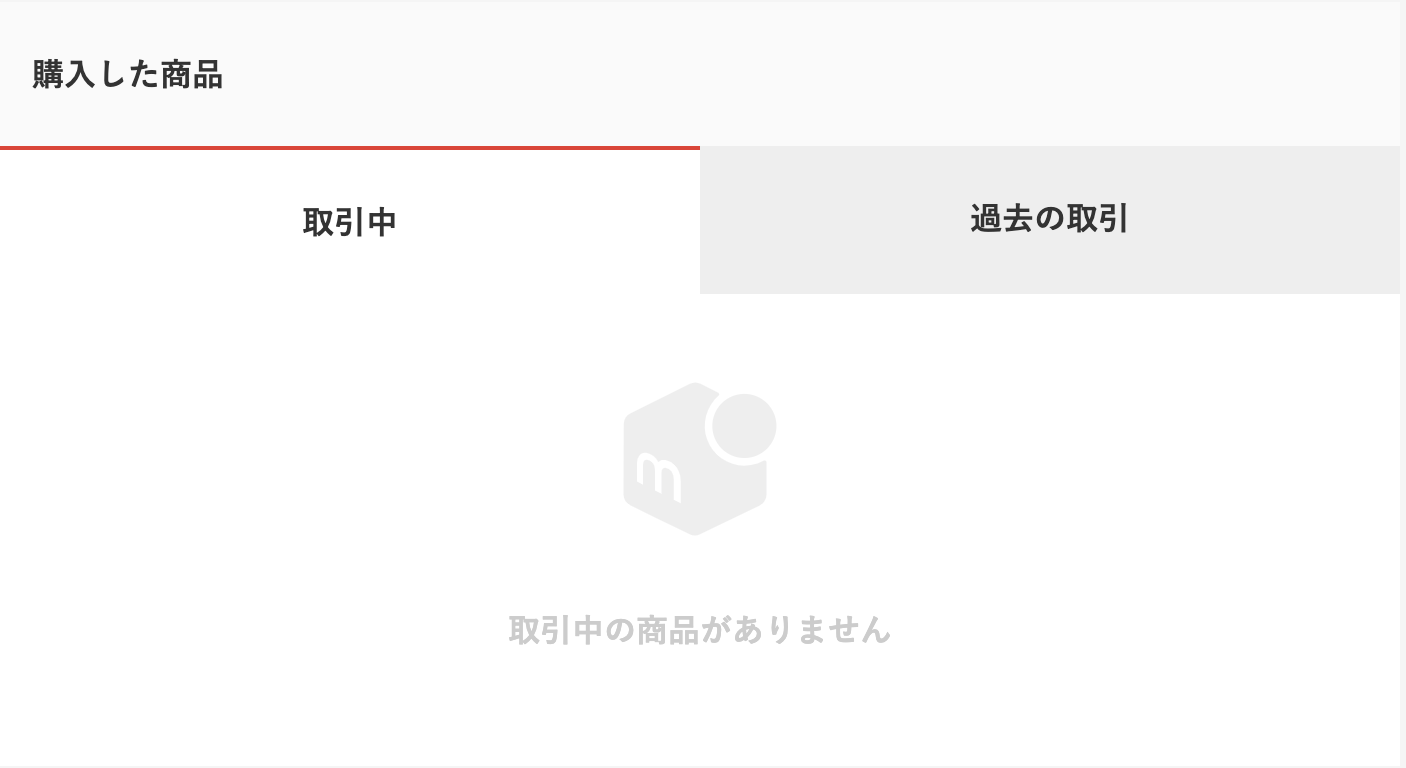 購入した商品
取引中
過去の取引
m
取引中の商品がありません